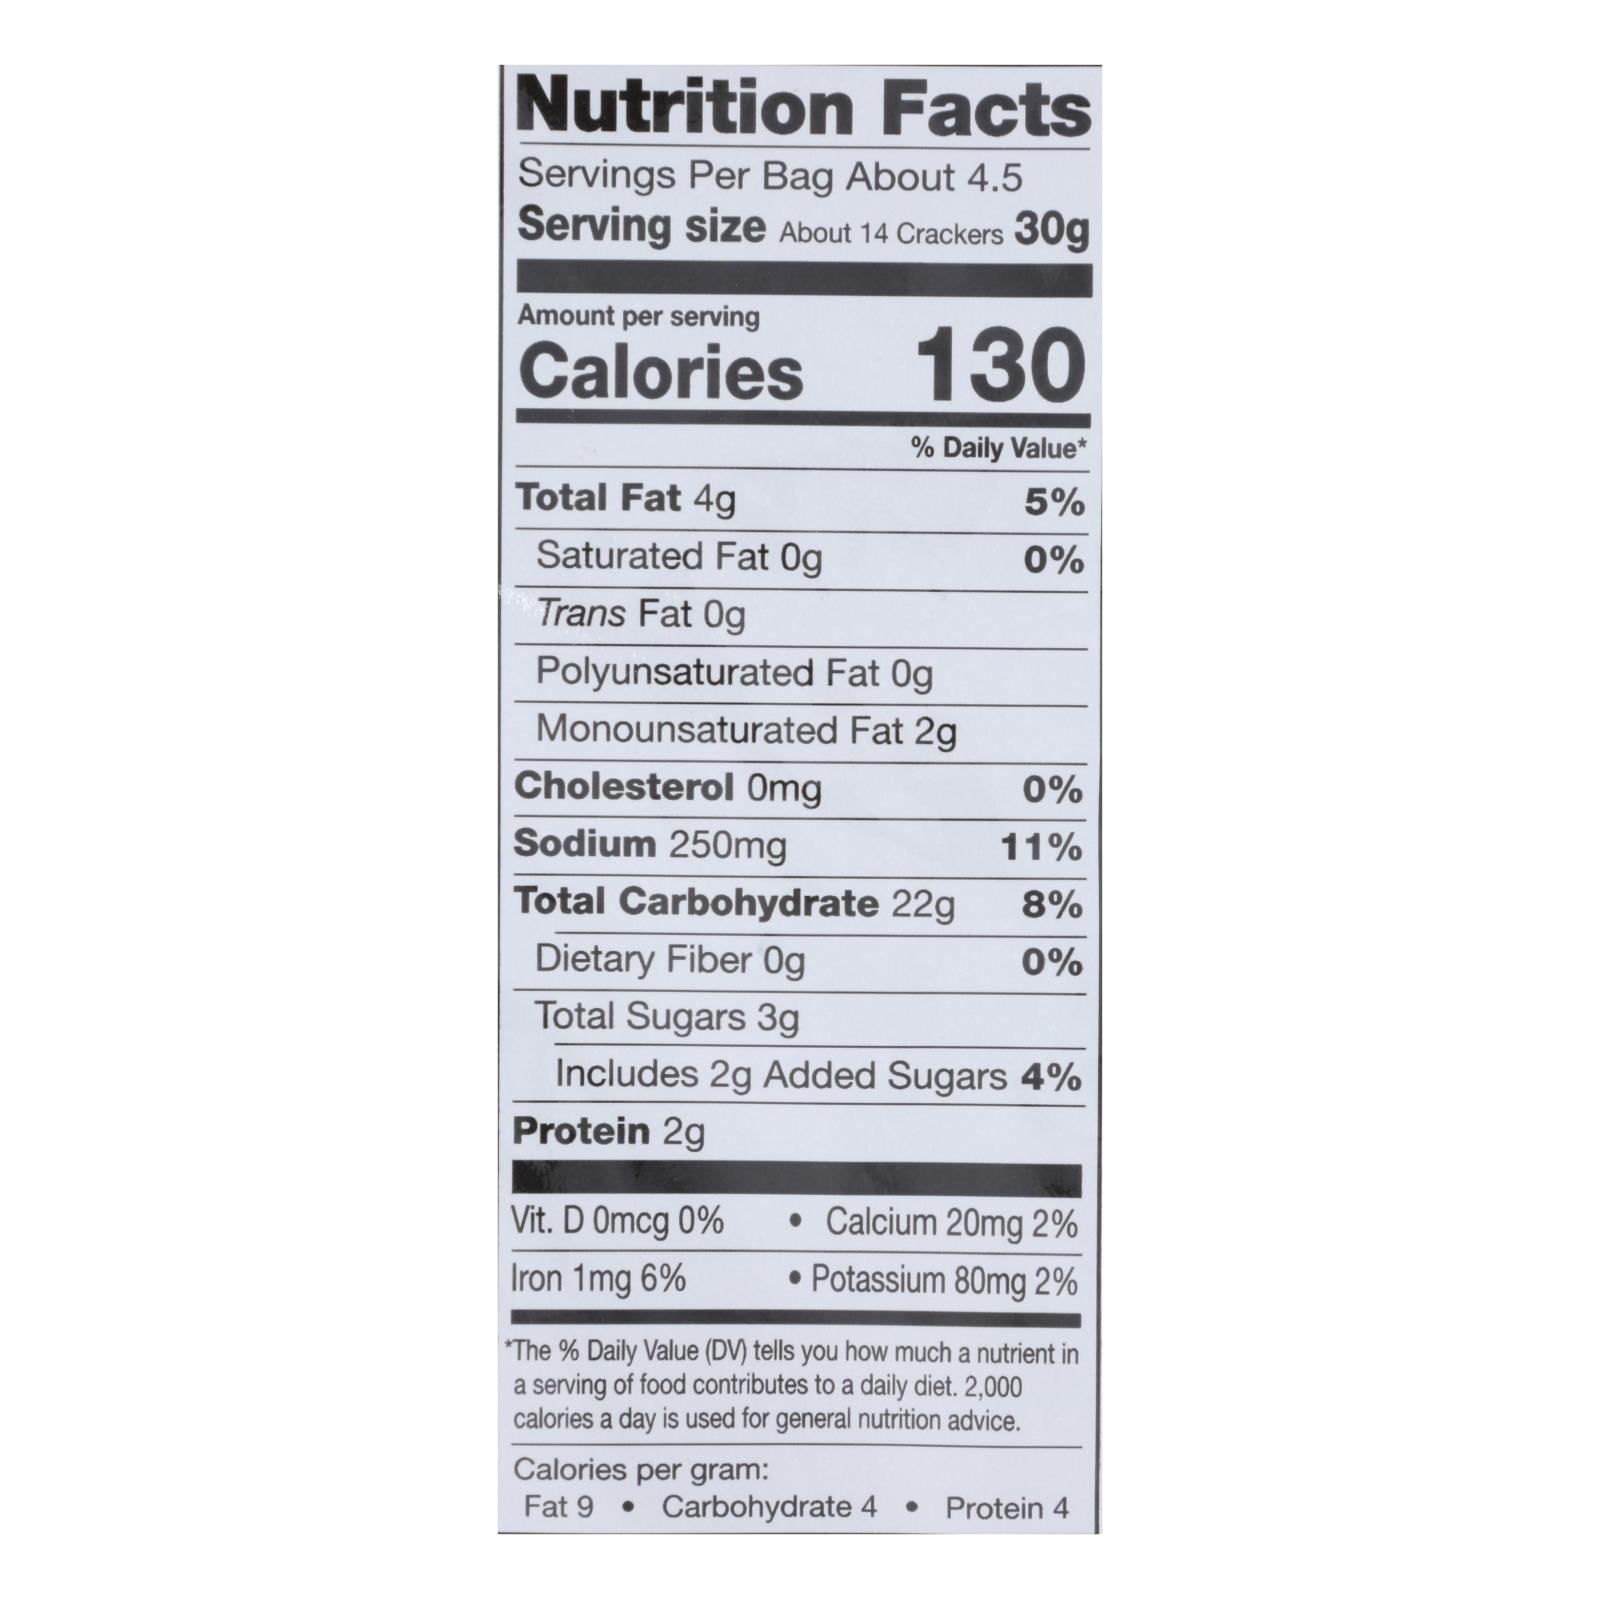 Nutrition Facts
Servings Per Bag About 4.5
Serving size About 14 Crackers 30g
Amount per serving
Calories 130
% Daily Value*
Total Fat 4g 5%
Saturated Fat 0g 0%
Trans Fat 0g
Polyunsaturated Fat 0g
Monounsaturated Fat 2g
Cholesterol 0mg 0%
Sodium 250mg 11%
Total Carbohydrate 22g 8%
Dietary Fiber 0g 0%
Total Sugars 3g
Includes 2g Added Sugars 4%
Protein 2g
Vit. D 0mcg 0% • Calcium 20mg 2%
Iron 1mg 6% • Potassium 80mg 2%
*The % Daily Value (DV) tells you how much a nutrient in
a serving of food contributes to a daily diet. 2,000
calories a day is used for general nutrition advice.
Calories per gram:
Fat 9 • Carbohydrate 4 • Protein 4